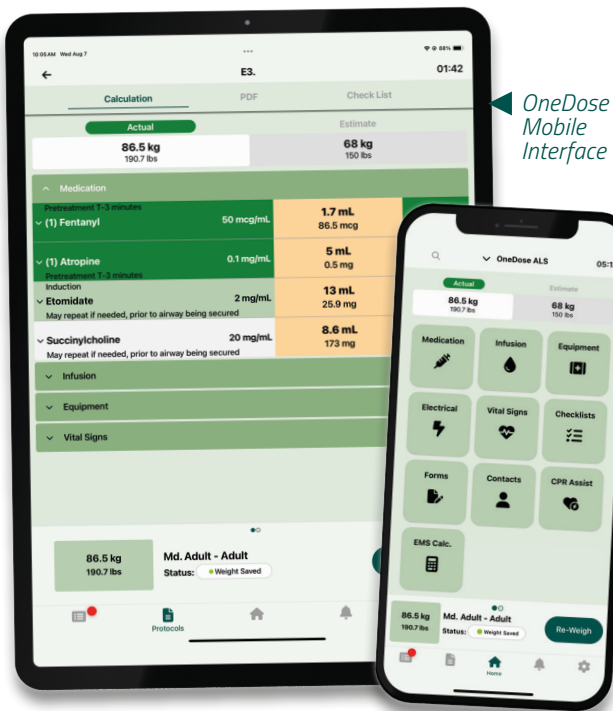 10:05 AM Wed Aug 7
88%
E3.
01:42
Calculation
PDF
Check List
Actual
Estimate
86.5 kg
68 kg
190.7 lbs
150 lbs
Medication
Pretreatment T-3 minutes
(1) Fentanyl
50 mcg/mL
1.7 mL
86.5 mcg
(1) Atropine
0.1 mg/mL
5 mL
0.5 mg
Pretreatment T-3 minutes
Induction
Etomidate
2 mg/mL
13 mL
25.9 mg
May repeat if needed, prior to airway being secured
Succinylcholine
20 mg/mL
8.6 mL
173 mg
May repeat if needed, prior to airway being secured
Infusion
Equipment
Vital Signs
86.5 kg
190.7 lbs
Md. Adult - Adult
Status: Weight Saved
Protocols
OneDose
Mobile
Interface
OneDose ALS
05:1
Actual
Estimate
86.5 kg
68 kg
190.7 lbs
150 lbs
Medication
Infusion
Equipment
Electrical
Vital Signs
Checklists
Forms
Contacts
CPR Assist
EMS Calc.
86.5 kg
190.7 lbs
Md. Adult - Adult
Status: Weight Saved
Re-Weigh
Home